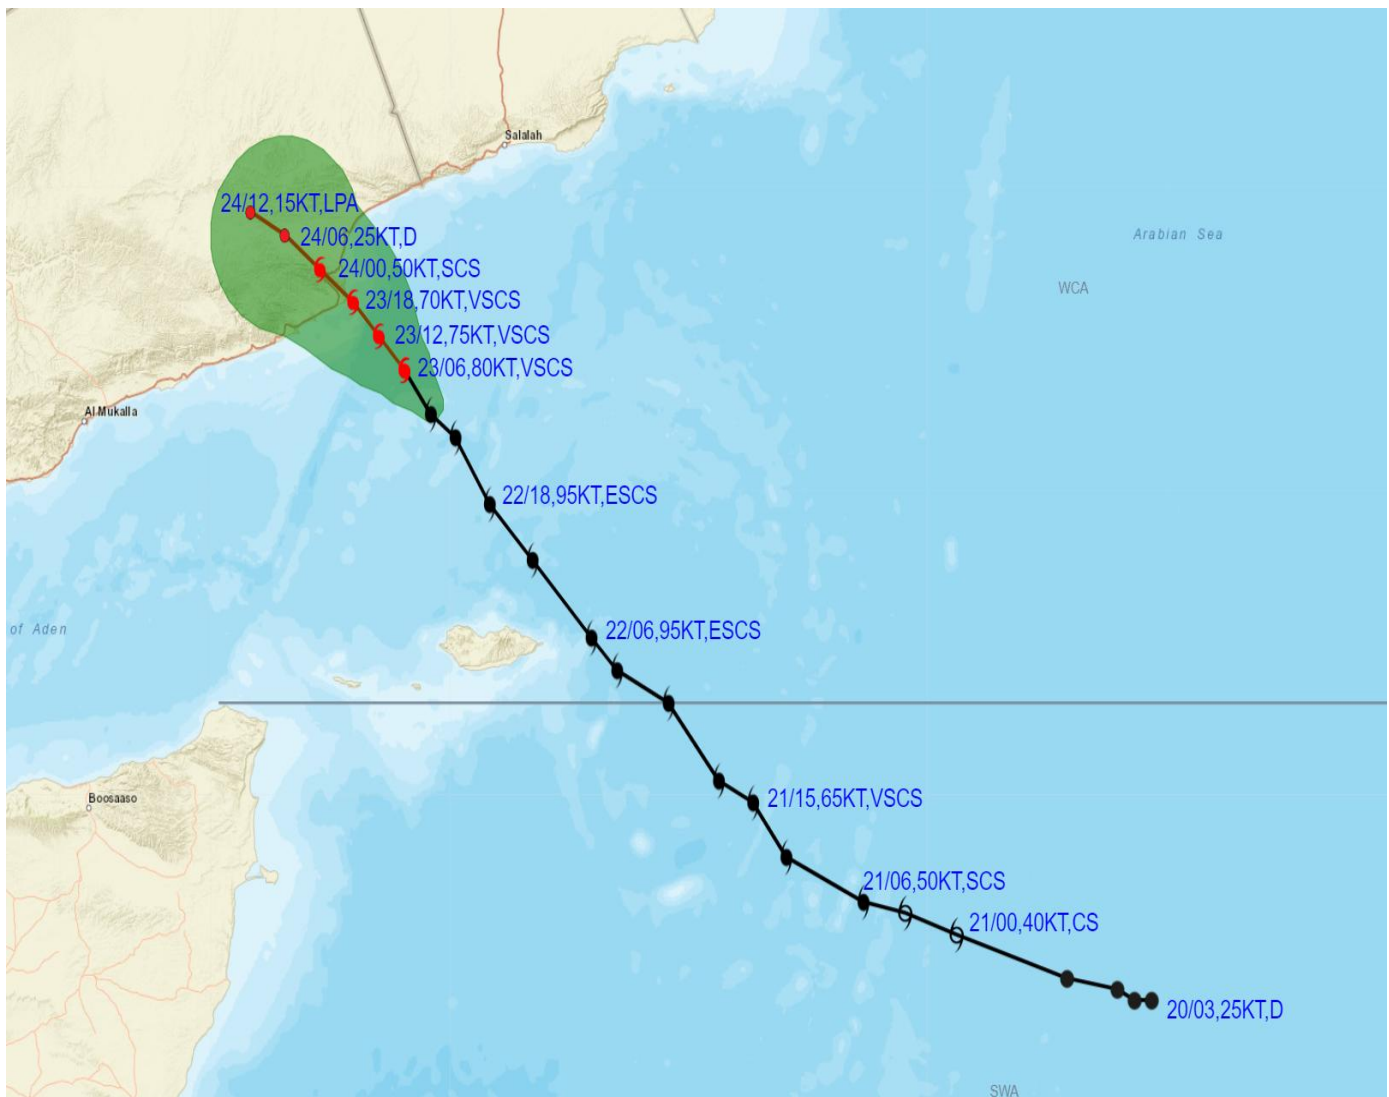 Salalah
24/12,15KT,LPA
24/06,25KT,D
Arabian Sea
24/00,50KT,SCS
WCA
23/18,70KT,VSCS
23/12,75KT,VSCS
23/06,80KT,VSCS
Al Mukalla
22/18,95KT,ESCS
of Aden
22/06,95KT,ESCS
Boosaaso
21/15,65KT,VSCS
21/06,50KT,SCS
21/00,40KT,CS
20/03,25KT,D
SWA